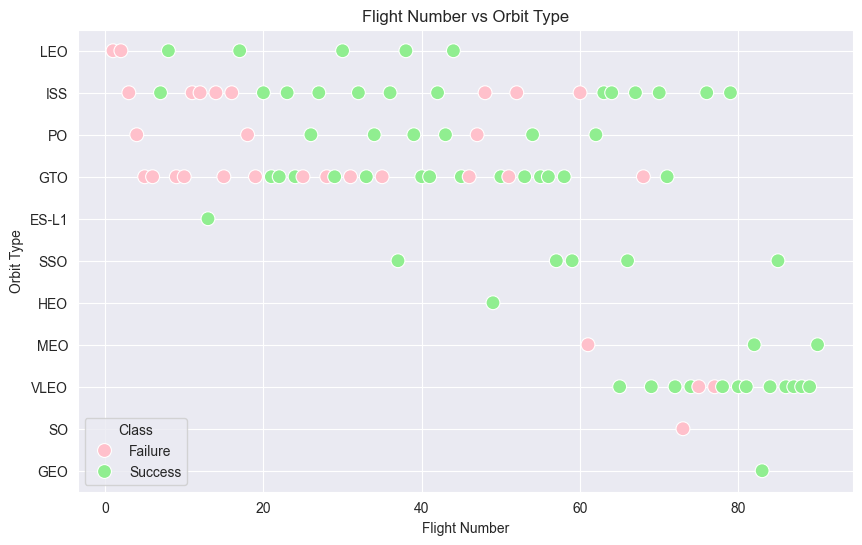 Flight Number vs Orbit Type
LEO
ISS
PO
GTO
ES-L1
SSO
HEO
MEO
VLEO
SO
GEO
Orbit Type
Class
Failure
Success
0 20 40 60 80
Flight Number